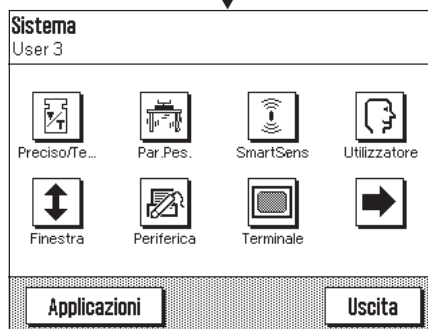 Sistema
User 3
Preciso/Te... Par.Pes. SmartSens Utilizzatore
Finestra Periferica Terminale
Applicazioni Uscita